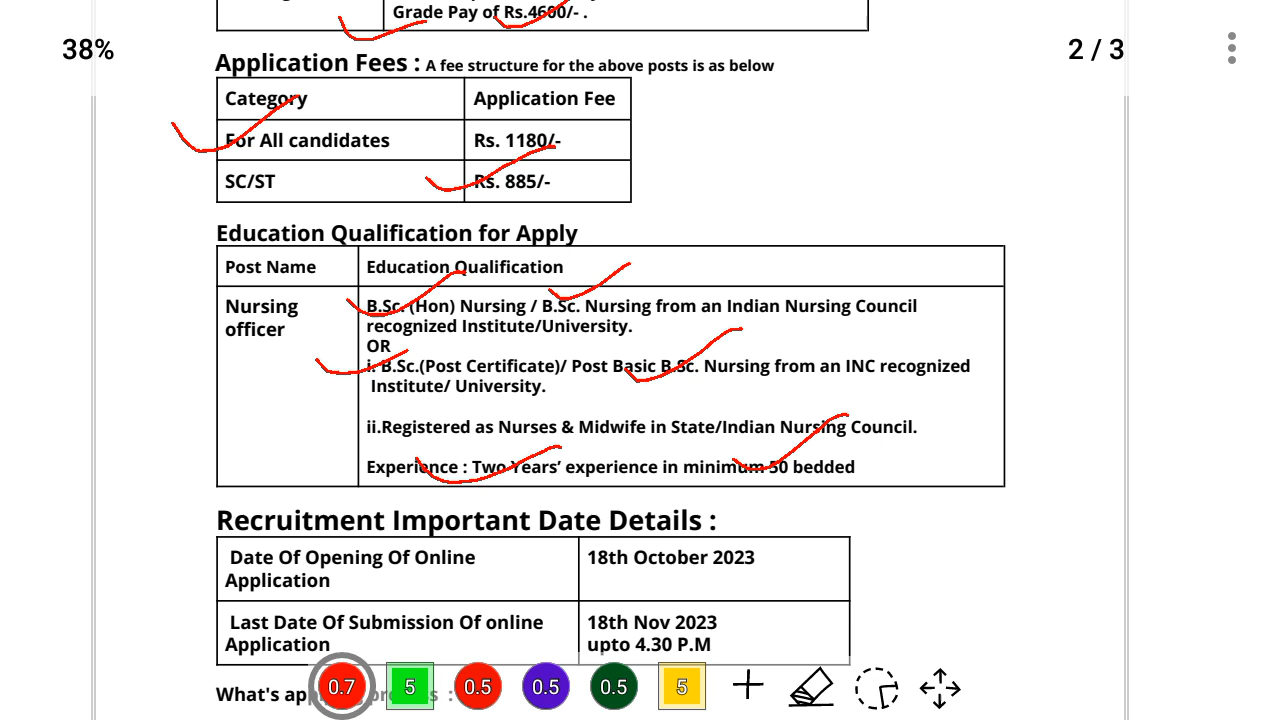 Grade Pay of Rs.4600/- .
38%
2 / 3
Application Fees : A fee structure for the above posts is as below
Category Application Fee
For All candidates Rs. 1180/-
SC/ST Rs. 885/-
Education Qualification for Apply
Post Name Education Qualification
Nursing officer
B.Sc. (Hon) Nursing / B.Sc. Nursing from an Indian Nursing Council
recognized Institute/University.
OR
i. B.Sc.(Post Certificate)/ Post Basic B.Sc. Nursing from an INC recognized
Institute/ University.
ii.Registered as Nurses & Midwife in State/Indian Nursing Council.
Experience : Two Years’ experience in minimum 50 bedded
Recruitment Important Date Details :
Date Of Opening Of Online
Application
18th October 2023
Last Date Of Submission Of online
Application
18th Nov 2023
upto 4.30 P.M
What's :
0.7 5 0.5 0.5 0.5 5